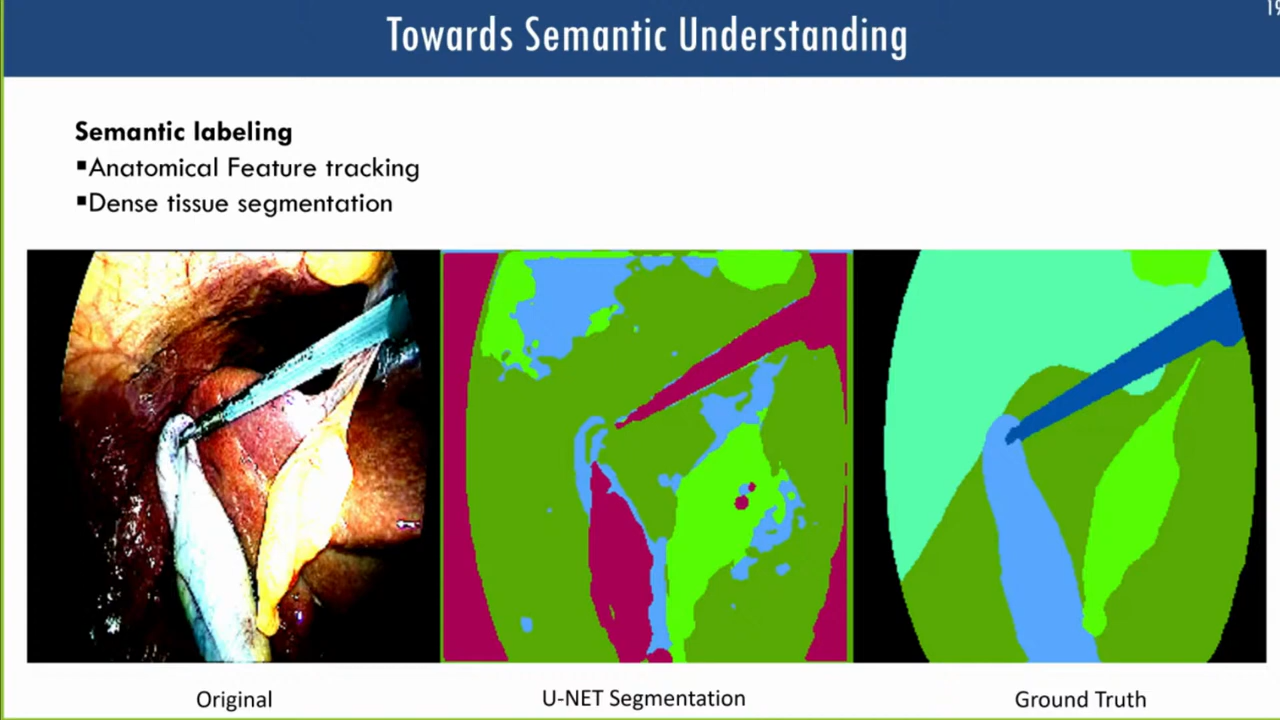 Towards Semantic Understanding
Semantic labeling
▪Anatomical Feature tracking
▪Dense tissue segmentation
Original
U-NET Segmentation
Ground Truth